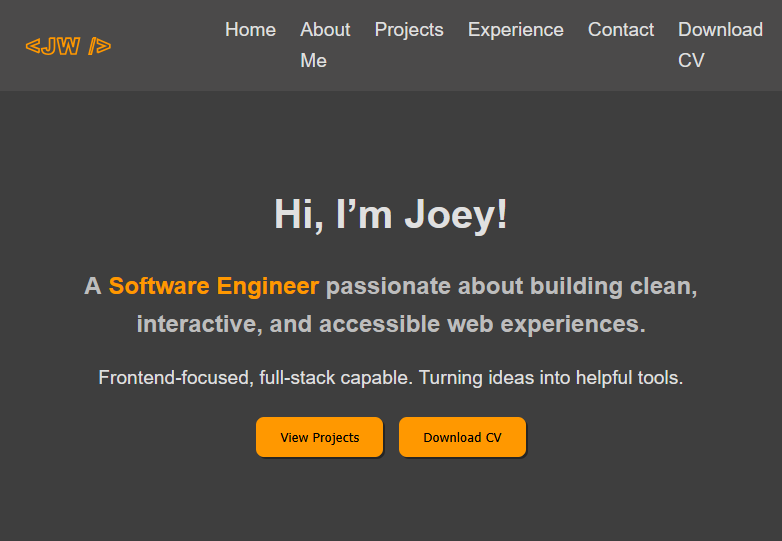 <JW />
Home About Me Projects Experience Contact Download CV
Hi, I’m Joey!
A Software Engineer passionate about building clean,
interactive, and accessible web experiences.
Frontend-focused, full-stack capable. Turning ideas into helpful tools.
View Projects Download CV